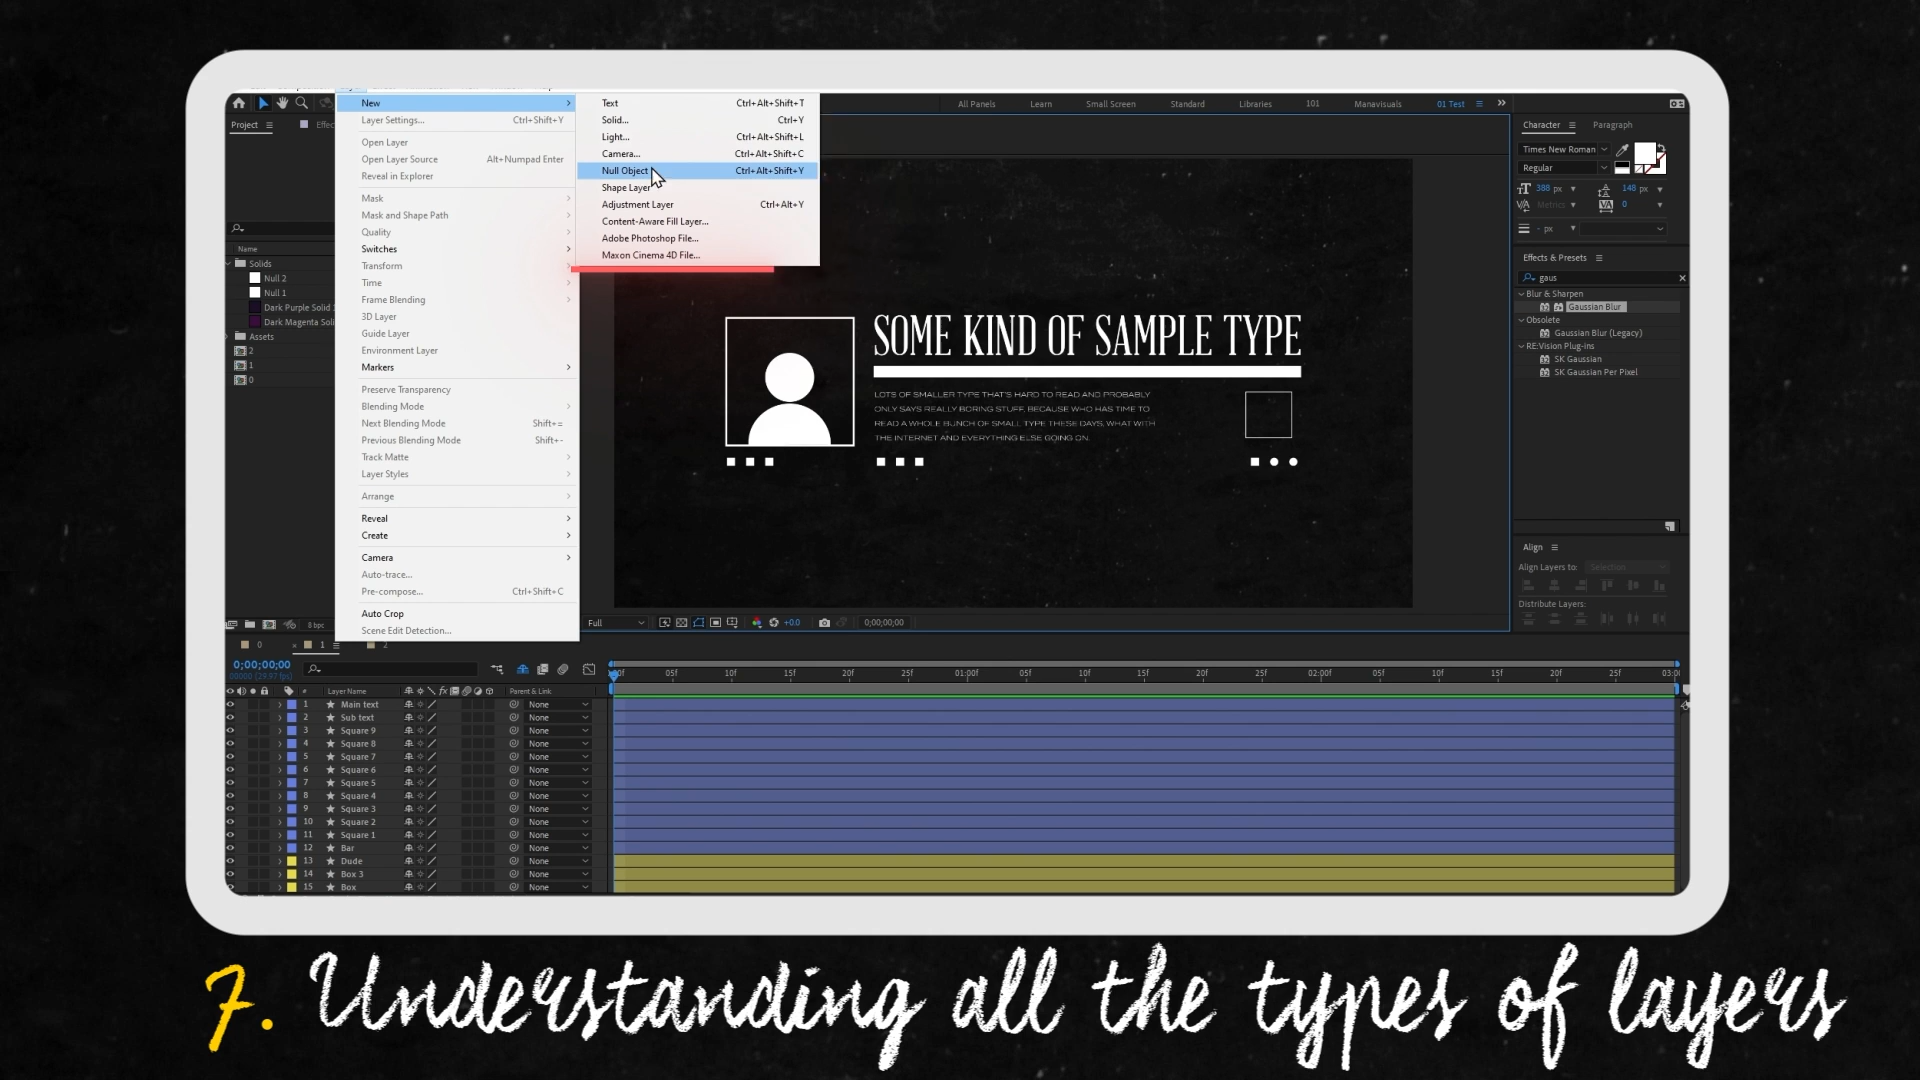 All Panels Learn Small Screen Standard Libraries 101 Manavisuals 01 Test
Project
New
Layer Settings... Ctrl+Shift+Y
Open Layer
Open Layer Source Alt+Numpad Enter
Reveal in Explorer
Mask
Mask and Shape Path
Quality
Switches
Transform
Time
Frame Blending
3D Layer
Guide Layer
Environment Layer
Markers
Preserve Transparency
Blending Mode
Next Blending Mode Shift+=
Previous Blending Mode Shift+-
Track Matte
Layer Styles
Arrange
Reveal
Create
Camera
Auto-trace...
Pre-compose... Ctrl+Shift+C
Auto Crop
Scene Edit Detection...
Text Ctrl+Alt+Shift+T
Solid... Ctrl+Y
Light... Ctrl+Alt+Shift+L
Camera... Ctrl+Alt+Shift+C
Null Object Ctrl+Alt+Shift+Y
Shape Layer
Adjustment Layer Ctrl+Alt+Y
Content-Aware Fill Layer...
Adobe Photoshop File...
Maxon Cinema 4D File...
Name
Solids
Null 2
Null 1
Dark Purple Solid
Dark Magenta Soli
Assets
2
1
0
8 bpc
SOME KIND OF SAMPLE TYPE
LOTS OF SMALLER TYPE THAT'S HARD TO READ AND PROBABLY
ONLY SAYS REALLY BORING STUFF, BECAUSE WHO HAS TIME TO
READ A WHOLE BUNCH OF SMALL TYPE THESE DAYS, WHAT WITH
THE INTERNET AND EVERYTHING ELSE GOING ON.
Full +0.0 0;00;00;00
Character Paragraph
Times New Roman
Regular
388 px 148 px
Metrics 0
- px
Effects & Presets
gaus
Blur & Sharpen
Gaussian Blur
Obsolete
Gaussian Blur (Legacy)
RE:Vision Plug-ins
SK Gaussian
SK Gaussian Per Pixel
Align
Align Layers to: Selection
Distribute Layers:
0 1 2
0;00;00;00
00000 (29.97 fps)
05f 10f 15f 20f 25f 01:00f 05f 10f 15f 20f 25f 02:00f 05f 10f 15f 20f 25f
# Layer Name Parent & Link
1 Main text None
2 Sub text None
3 Square 9 None
4 Square 8 None
5 Square 7 None
6 Square 6 None
7 Square 5 None
8 Square 4 None
9 Square 3 None
10 Square 2 None
11 Square 1 None
12 Bar None
13 Dude None
14 Box 3 None
15 Box None
7. Understanding all the types of layers